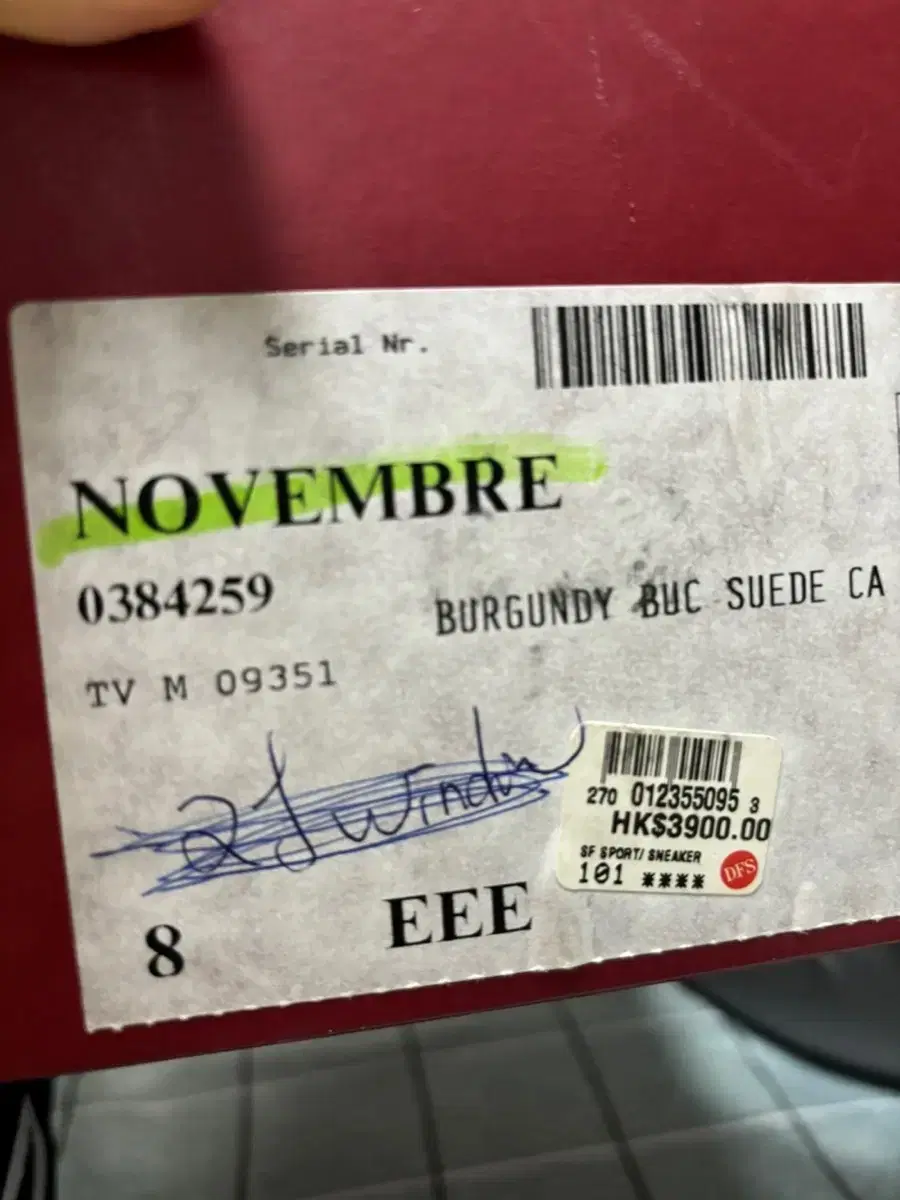 Serial Nr.
NOVEMBRE
0384259
BURGUNDY BUC SUEDE CA
TV M 09351
270 012355095 3
HK$3900.00
SF SPORT/ SNEAKER
101 ****
DFS
8
EEE